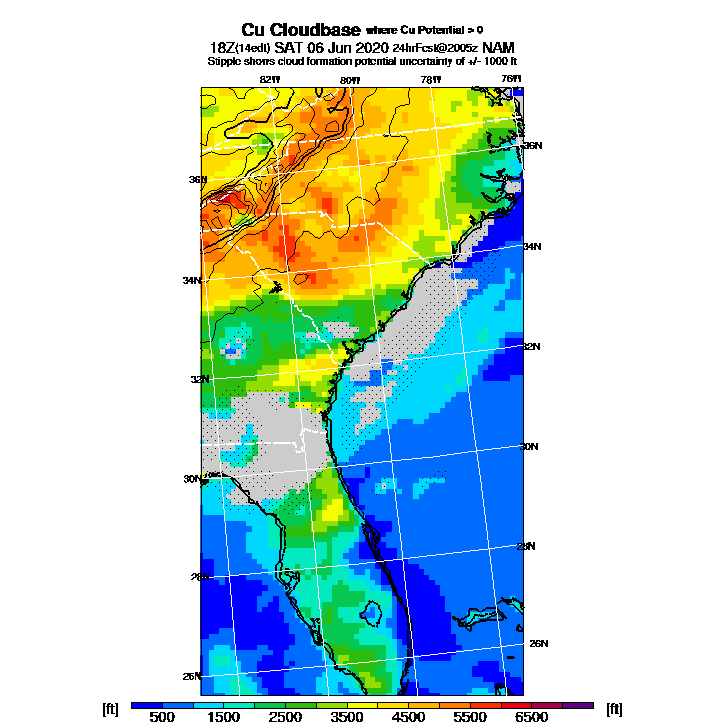 Cu Cloudbase where Cu Potential > 0
18Z(14edt) SAT 06 Jun 2020 24hrFcst@2005z NAM
Stipple shows cloud formation potential uncertainty of +/- 1000 ft
82W 80W 78W 76W
36N
36N
34N
34N
32N
32N
30N
30N
28N
28N
26N
26N
[ft] 500 1500 2500 3500 4500 5500 6500 [ft]